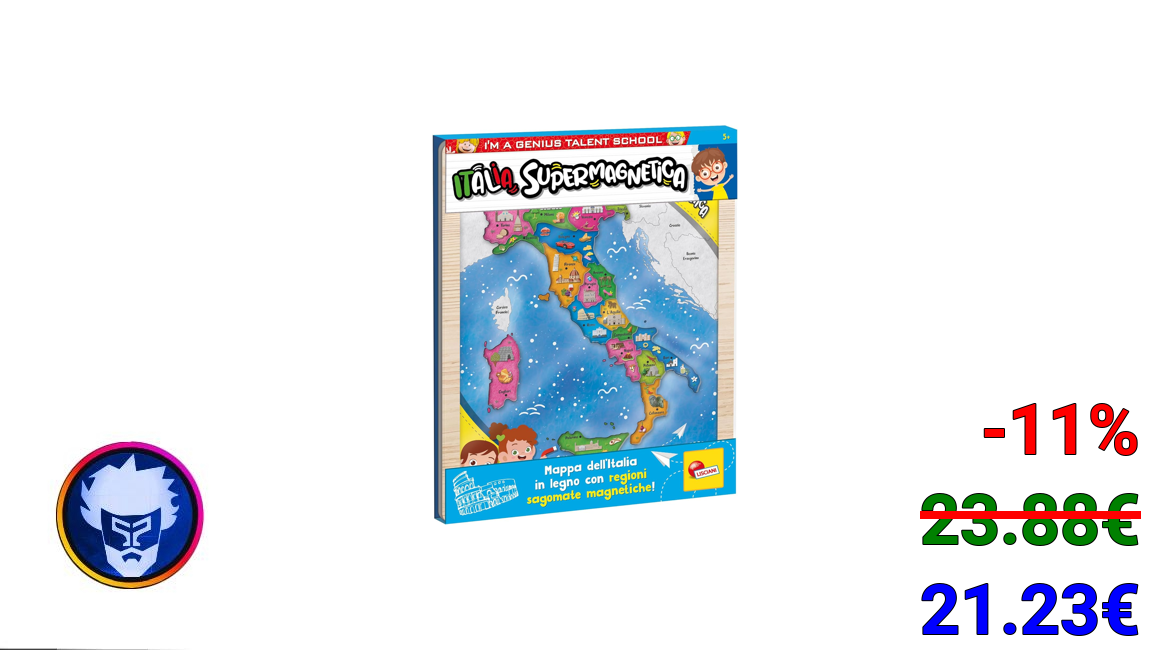 I'M A GENIUS TALENT SCHOOL
5+
ITALIA SUPERMAGNETICA
Mappa dell'Italia
in legno con regioni
sagomate magnetiche!
LISCIANI
-11%
23.88€
21.23€